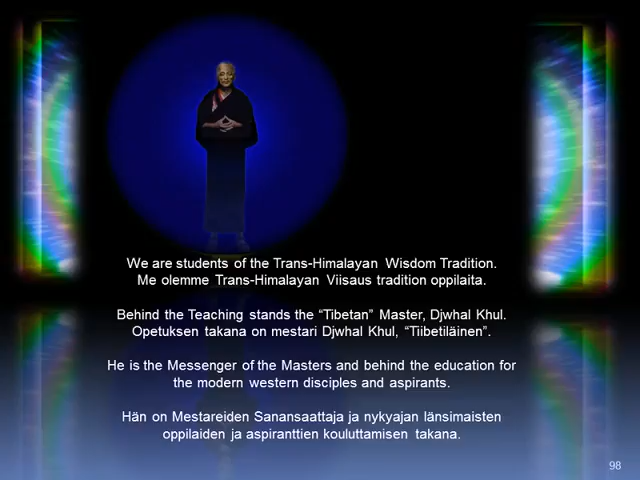 We are students of the Trans-Himalayan Wisdom Tradition.
Me olemme Trans-Himalayan Viisaus tradition oppilaita.
Behind the Teaching stands the “Tibetan” Master, Djwhal Khul.
Opetuksen takana on mestari Djwhal Khul, “Tiibetiläinen”.
He is the Messenger of the Masters and behind the education for
the modern western disciples and aspirants.
Hän on Mestareiden Sanansaattaja ja nykyajan länsimaisten
oppilaiden ja aspiranttien kouluttamisen takana.
98